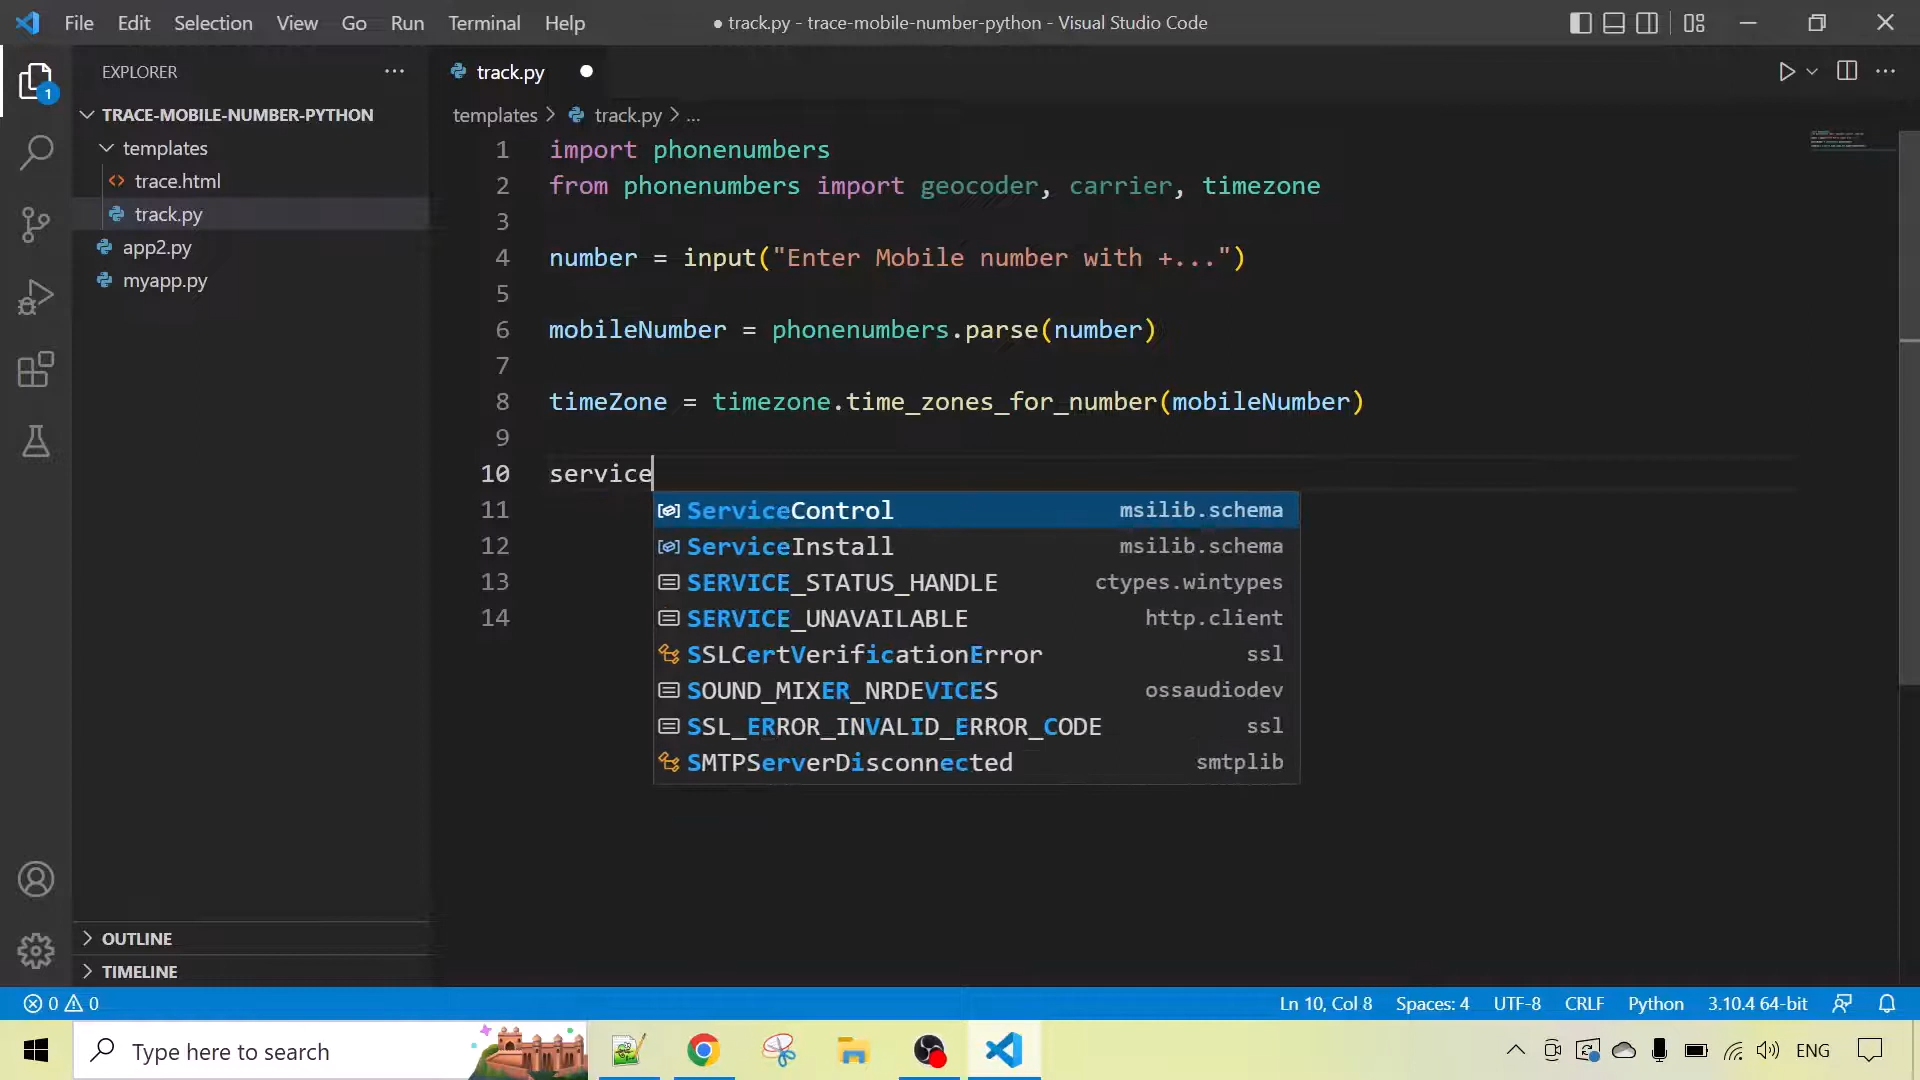 File Edit Selection View Go Run Terminal Help
● track.py - trace-mobile-number-python - Visual Studio Code
EXPLORER
1
TRACE-MOBILE-NUMBER-PYTHON
templates
trace.html
track.py
app2.py
myapp.py
OUTLINE
TIMELINE
track.py
templates > track.py > ...
1 import phonenumbers
2 from phonenumbers import geocoder, carrier, timezone
3
4 number = input("Enter Mobile number with +...")
5
6 mobileNumber = phonenumbers.parse(number)
7
8 timeZone = timezone.time_zones_for_number(mobileNumber)
9
10 service
11
12
13
14
ServiceControl msilib.schema
ServiceInstall msilib.schema
SERVICE_STATUS_HANDLE ctypes.wintypes
SERVICE_UNAVAILABLE http.client
SSLCertVerificationError ssl
SOUND_MIXER_NRDEVICES ossaudiodev
SSL_ERROR_INVALID_ERROR_CODE ssl
SMTPServerDisconnected smtplib
0 0 Ln 10, Col 8 Spaces: 4 UTF-8 CRLF Python 3.10.4 64-bit
Type here to search
ENG